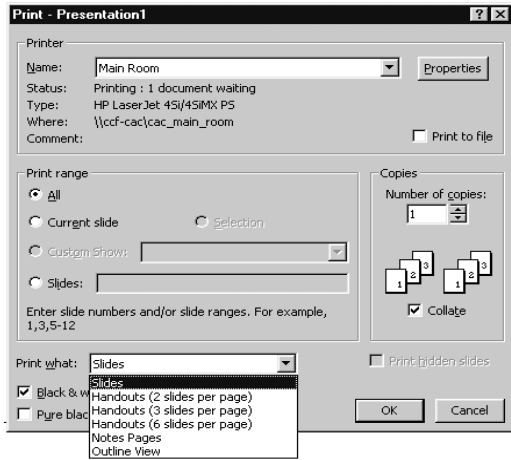 Print - Presentation1
Printer
Name: Main Room Properties
Status: Printing : 1 document waiting
Type: HP LaserJet 4Si/4SiMX PS
Where: \\ccf-cac\cac_main_room
Comment: Print to file
Print range
All
Current slide Selection
Custom Show:
Slides:
Enter slide numbers and/or slide ranges. For example,
1,3,5-12
Copies
Number of copies:
1
1 2 3 1 2 3
Collate
Print what: Slides Print hidden slides
Slides
Black & w Handouts (2 slides per page)
Handouts (3 slides per page)
Pure blac Handouts (6 slides per page)
Notes Pages
Outline View
OK Cancel